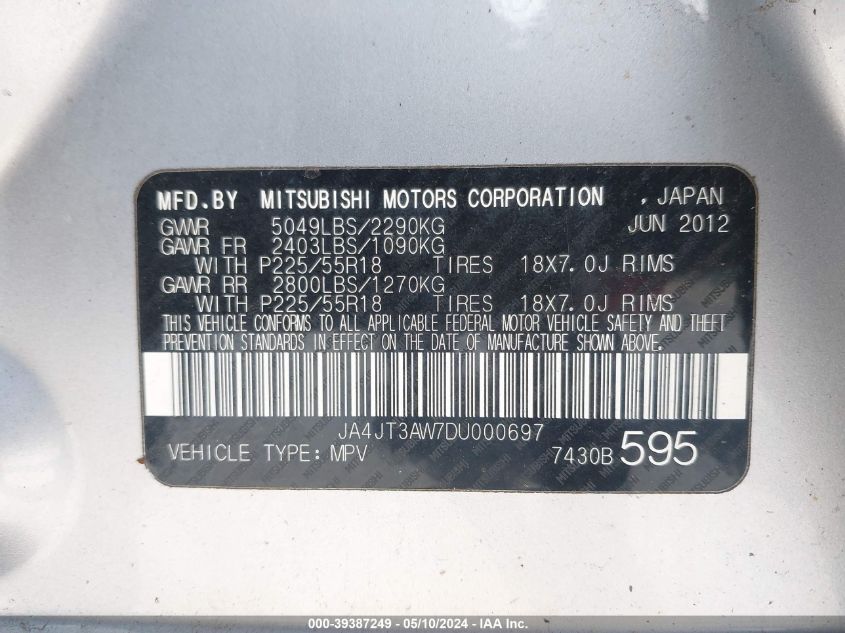 MFD.BY MITSUBISHI MOTORS CORPORATION , JAPAN
GVWR 5049LBS/2290KG JUN 2012
GAWR FR 2403LBS/1090KG
WITH P225/55R18 TIRES 18X7.0J RIMS
GAWR RR 2800LBS/1270KG
WITH P225/55R18 TIRES 18X7.0J RIMS
THIS VEHICLE CONFORMS TO ALL APPLICABLE FEDERAL MOTOR VEHICLE SAFETY AND THEFT
PREVENTION STANDARDS IN EFFECT ON THE DATE OF MANUFACTURE SHOWN ABOVE.
JA4JT3AW7DU000697
VEHICLE TYPE: MPV 7430B 595
000-39387249 - 05/10/2024 - COPYRIGHT IAA, INC.